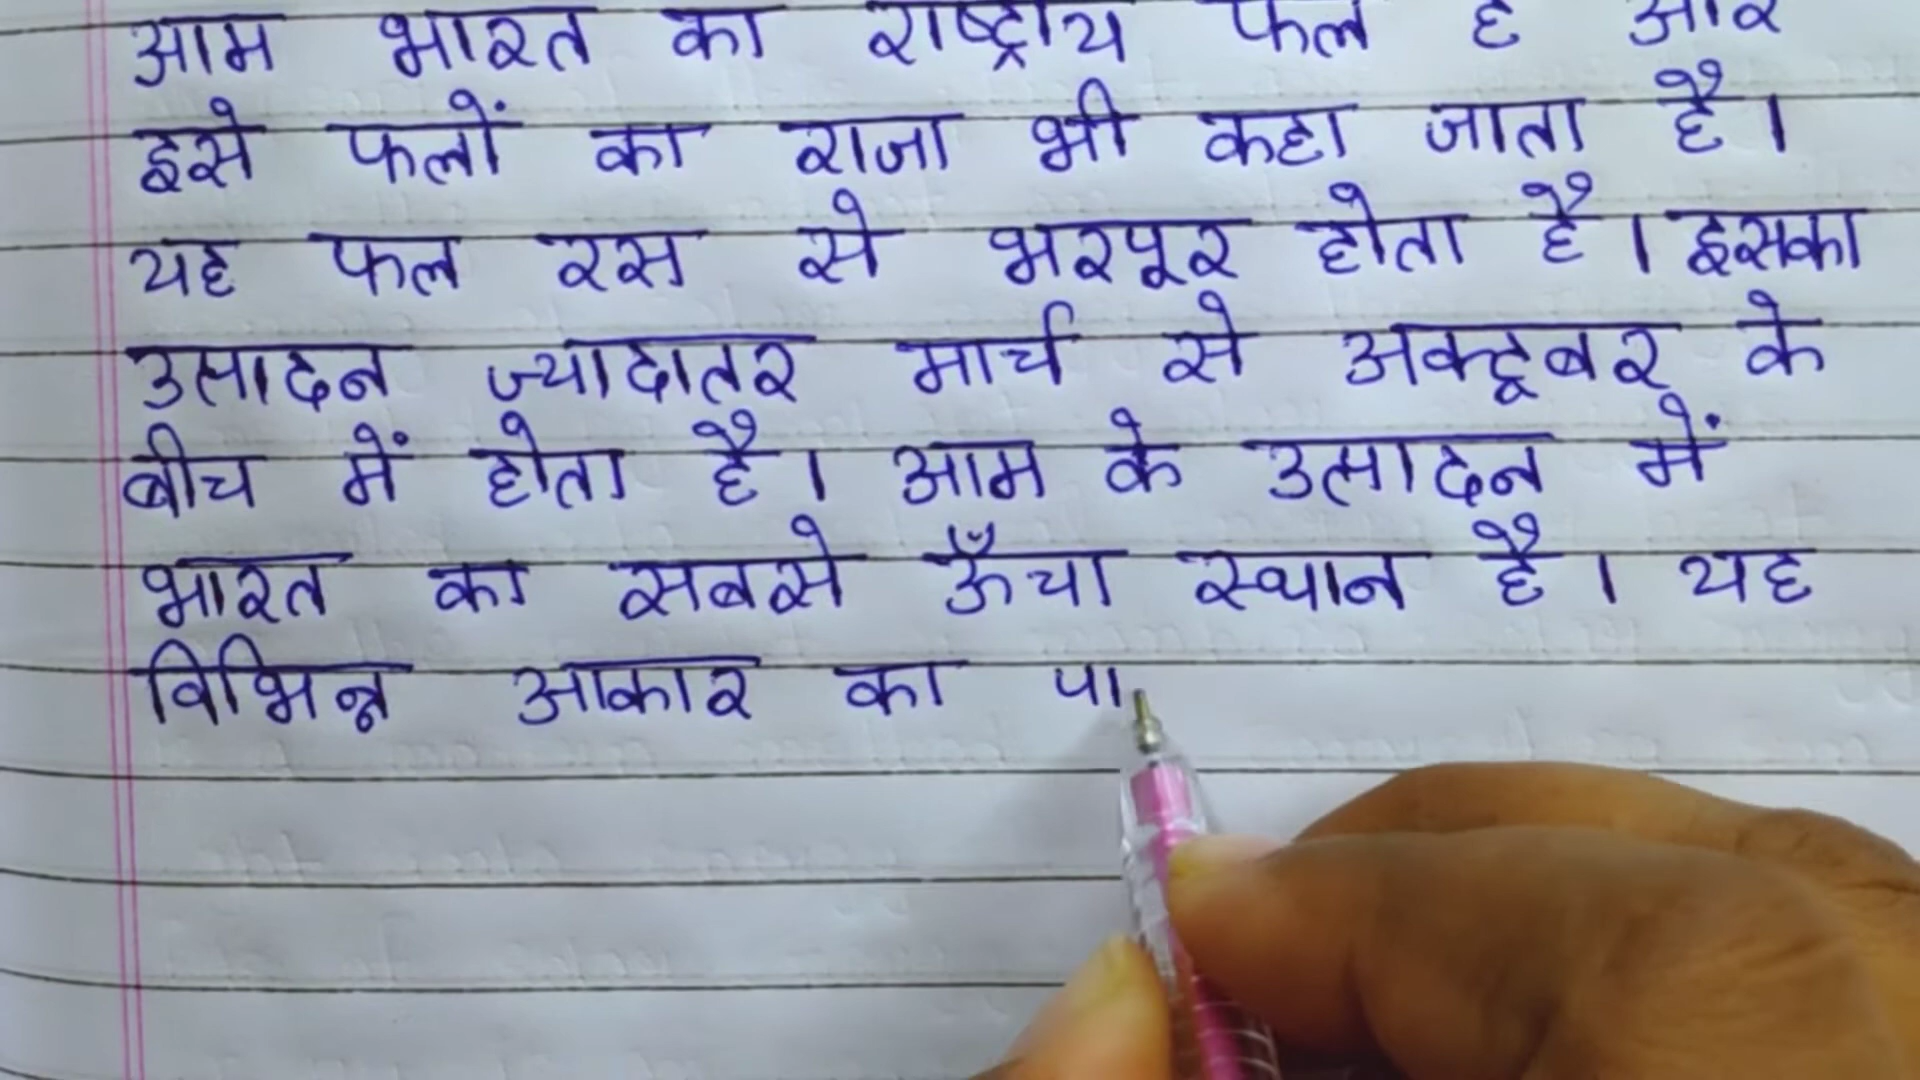 आम भारत का राष्ट्रीय फल है और
इसे फलों का राजा भी कहा जाता है।
यह फल रस से भरपूर होता है। इसका
उत्पादन ज्यादातर मार्च से अक्टूबर के
बीच में होता है। आम के उत्पादन में
भारत का सबसे ऊँचा स्थान है। यह
विभिन्न आकार का पा